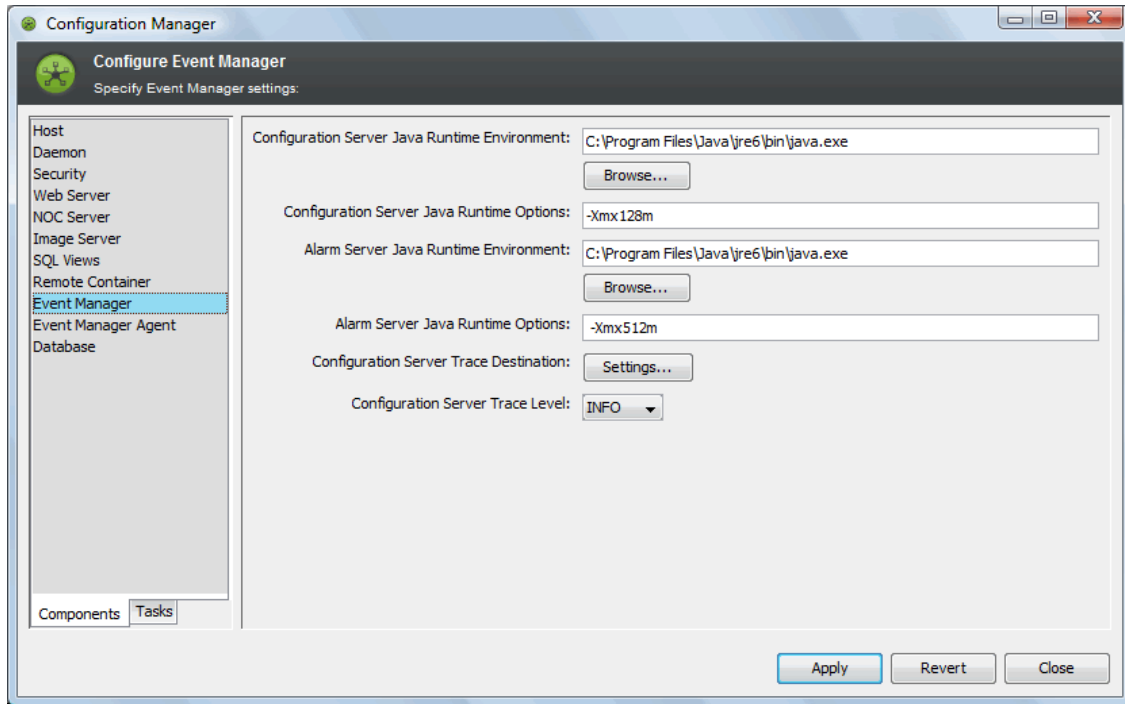 Configuration Manager
Configure Event Manager
Specify Event Manager settings:
Host
Daemon
Security
Web Server
NOC Server
Image Server
SQL Views
Remote Container
Event Manager
Event Manager Agent
Database
Components Tasks
Configuration Server Java Runtime Environment: C:\Program Files\Java\jre6\bin\java.exe
Browse...
Configuration Server Java Runtime Options: -Xmx128m
Alarm Server Java Runtime Environment: C:\Program Files\Java\jre6\bin\java.exe
Browse...
Alarm Server Java Runtime Options: -Xmx512m
Configuration Server Trace Destination: Settings...
Configuration Server Trace Level: INFO
Apply Revert Close